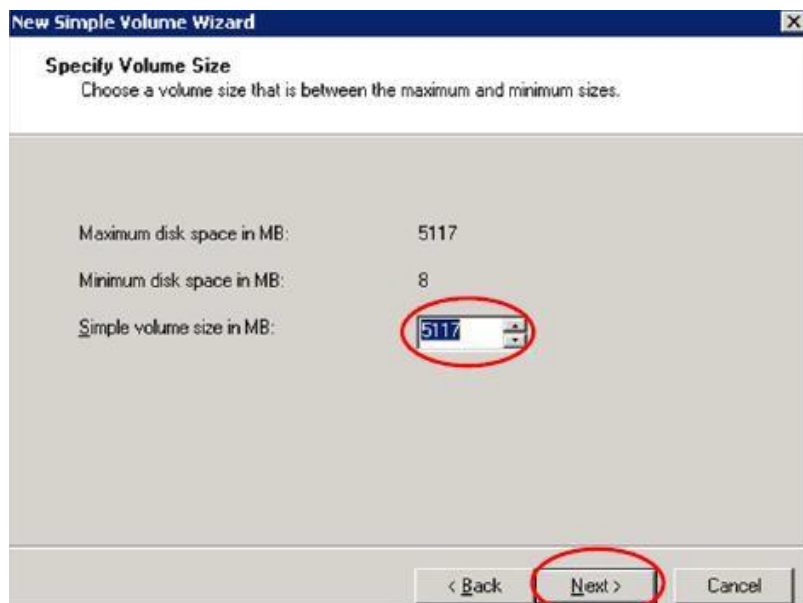 New Simple Volume Wizard
Specify Volume Size
Choose a volume size that is between the maximum and minimum sizes.
Maximum disk space in MB: 5117
Minimum disk space in MB: 8
Simple volume size in MB: 5117
< Back Next > Cancel